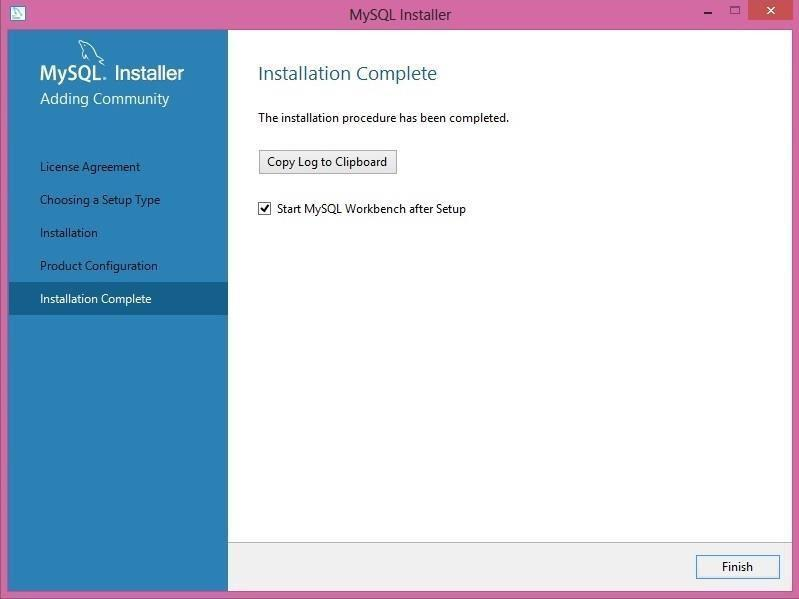 MySQL Installer
MySQL. Installer
Adding Community
License Agreement
Choosing a Setup Type
Installation
Product Configuration
Installation Complete
Installation Complete
The installation procedure has been completed.
Copy Log to Clipboard
Start MySQL Workbench after Setup
Finish